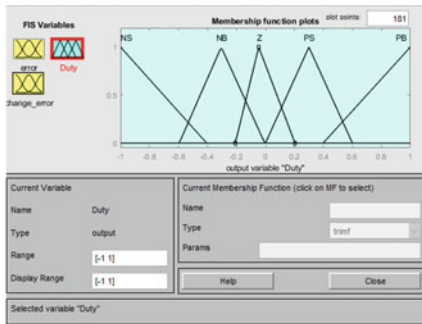 FIS Variables
Membership function plots
plot points:
181
error
Duty
change_error
NS
NB
Z
PS
PB
1
0.5
0
-1
-0.8
-0.6
-0.4
-0.2
0
0.2
0.4
0.6
0.8
1
output variable "Duty"
Current Variable
Name
Duty
Type
output
Range
[-1 1]
Display Range
[-1 1]
Current Membership Function (click on MF to select)
Name
Type
trimf
Params
Help
Close
Selected variable "Duty"